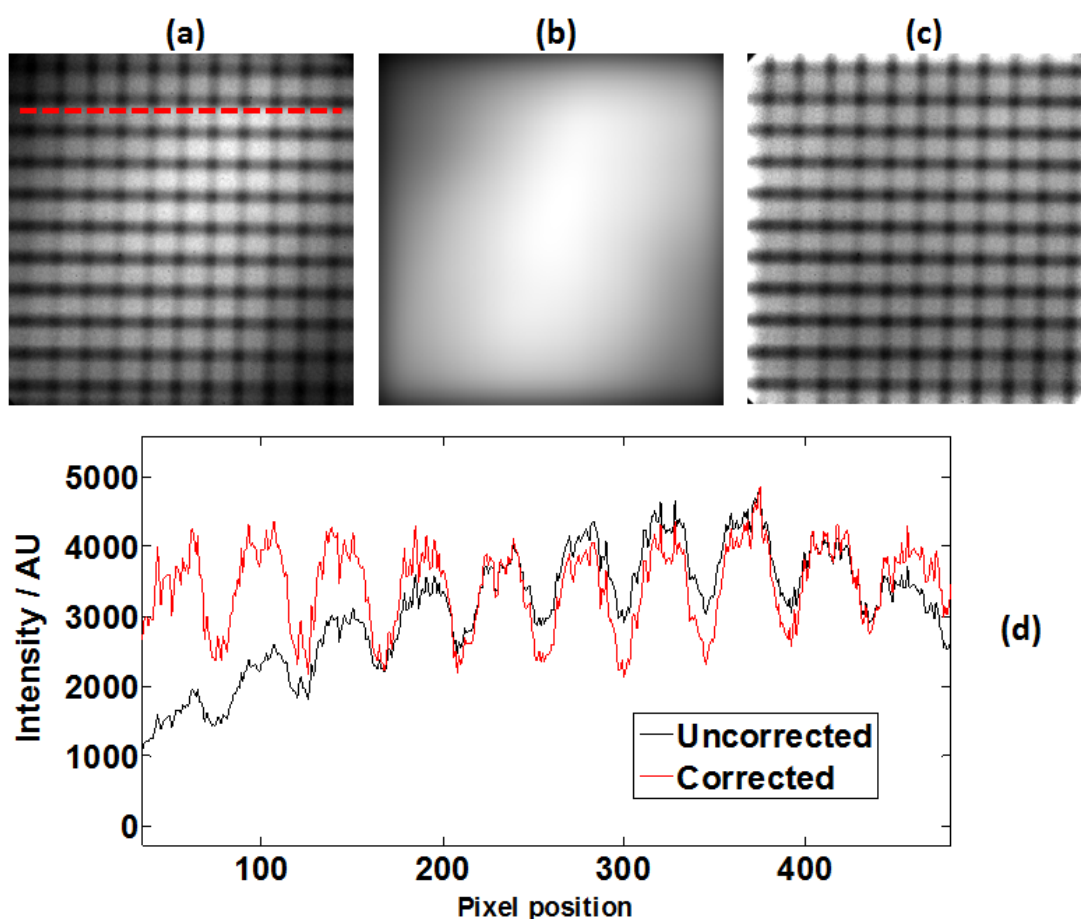 (a)
(b)
(c)
5000
4000
3000
2000
1000
0
Intensity / AU
Uncorrected
Corrected
(d)
100
200
300
400
Pixel position